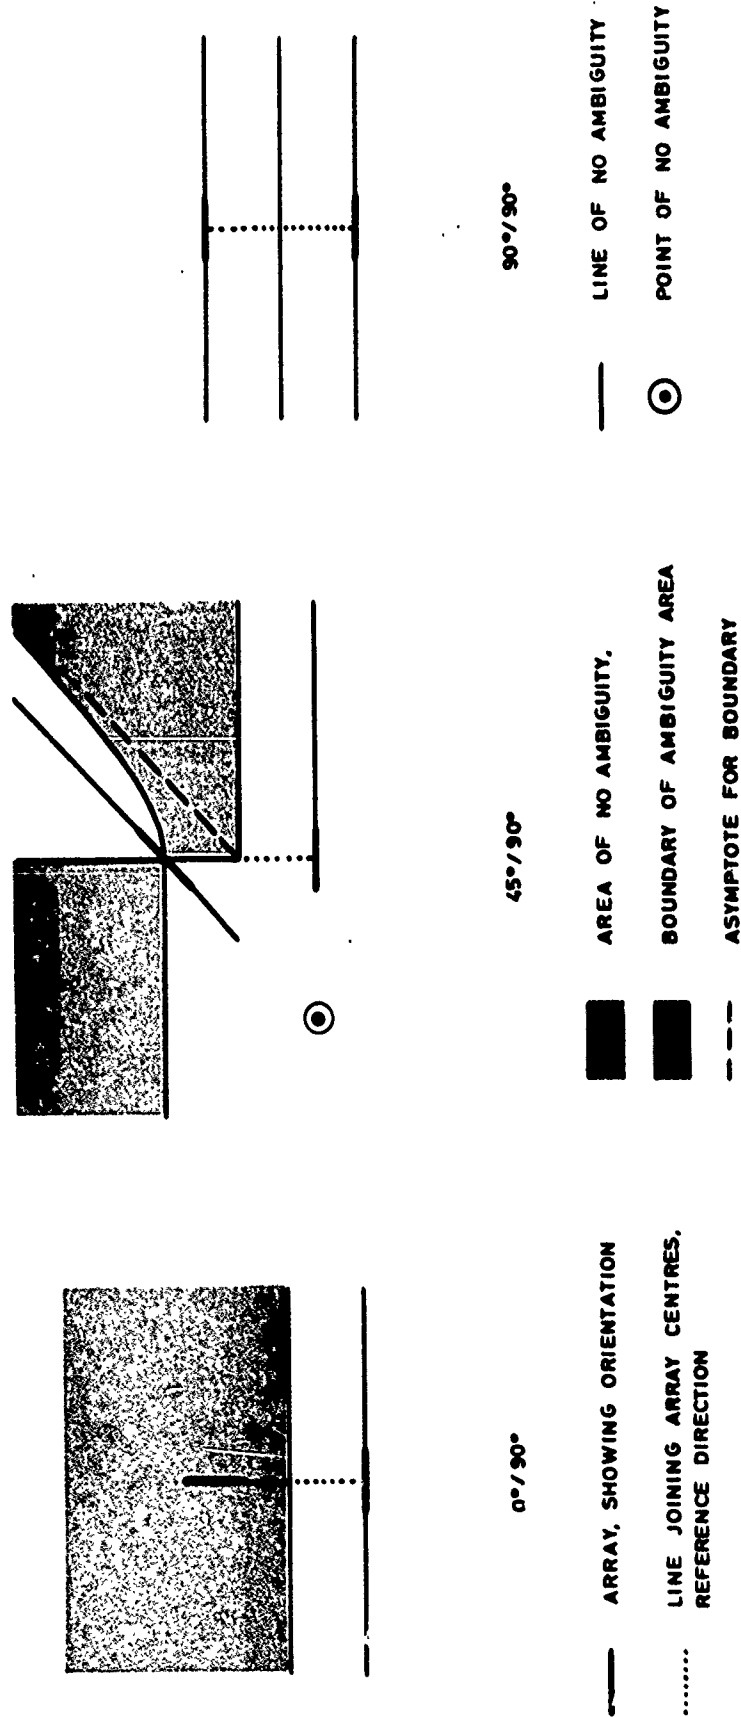 0°/90°
45°/90°
90°/90°
ARRAY, SHOWING ORIENTATION
LINE JOINING ARRAY CENTRES,
REFERENCE DIRECTION
AREA OF NO AMBIGUITY.
BOUNDARY OF AMBIGUITY AREA
ASYMPTOTE FOR BOUNDARY
LINE OF NO AMBIGUITY
POINT OF NO AMBIGUITY